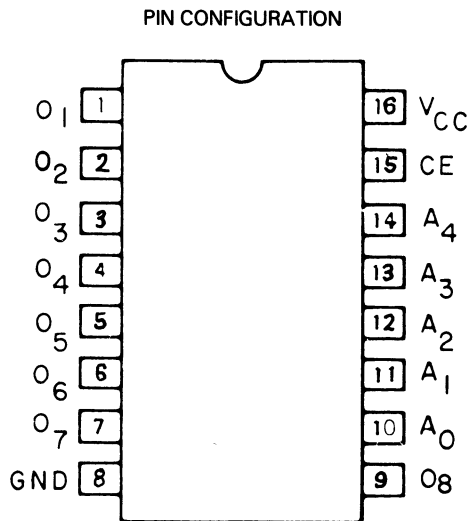 PIN CONFIGURATION
O1 1 16 VCC
O2 2 15 CE
O3 3 14 A4
O4 4 13 A3
O5 5 12 A2
O6 6 11 A1
O7 7 10 A0
GND 8 9 O8